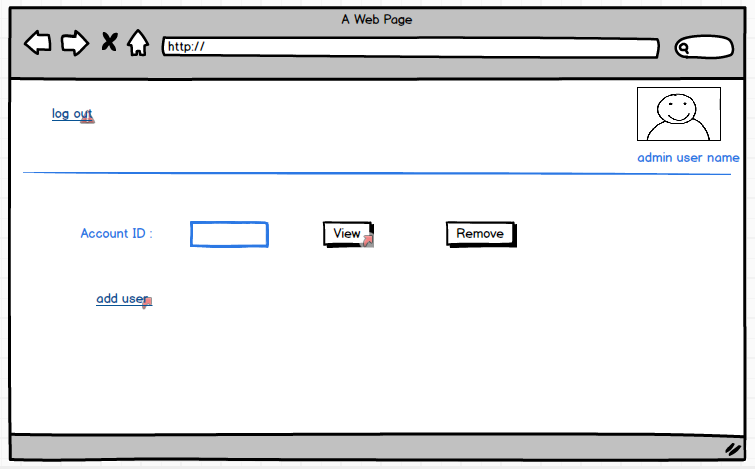 A Web Page
http://
log out
admin user name
Account ID :
View
Remove
add user